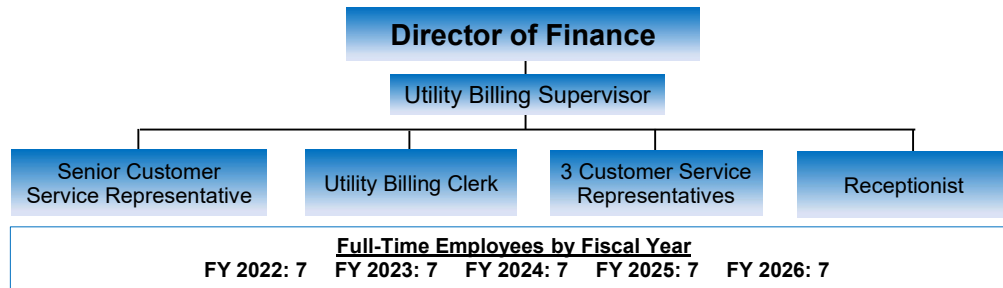 Director of Finance
Utility Billing Supervisor
Senior Customer
Service Representative
Utility Billing Clerk
3 Customer Service
Representatives
Receptionist
Full-Time Employees by Fiscal Year
FY 2022: 7 FY 2023: 7 FY 2024: 7 FY 2025: 7 FY 2026: 7